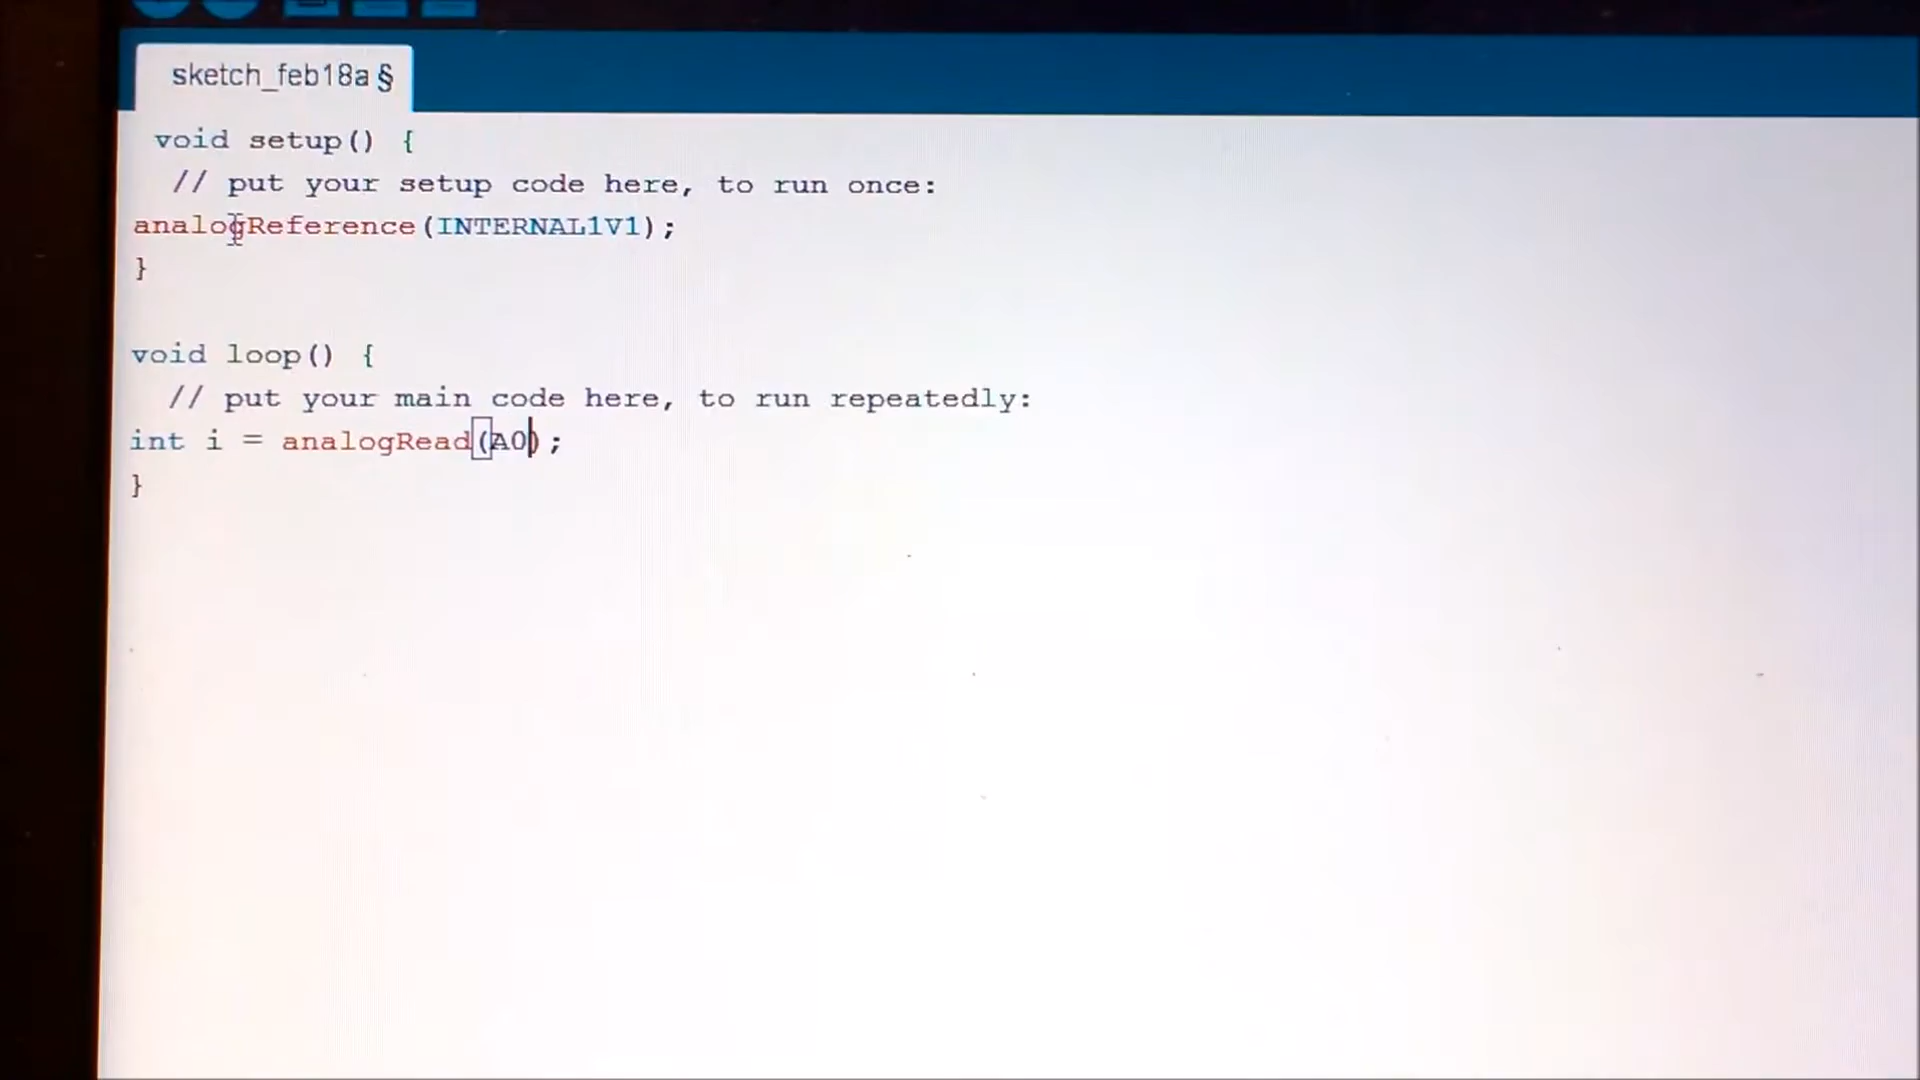 sketch_feb18a §
void setup() {
// put your setup code here, to run once:
analogReference(INTERNAL1V1);
}
void loop() {
// put your main code here, to run repeatedly:
int i = analogRead(A0);
}